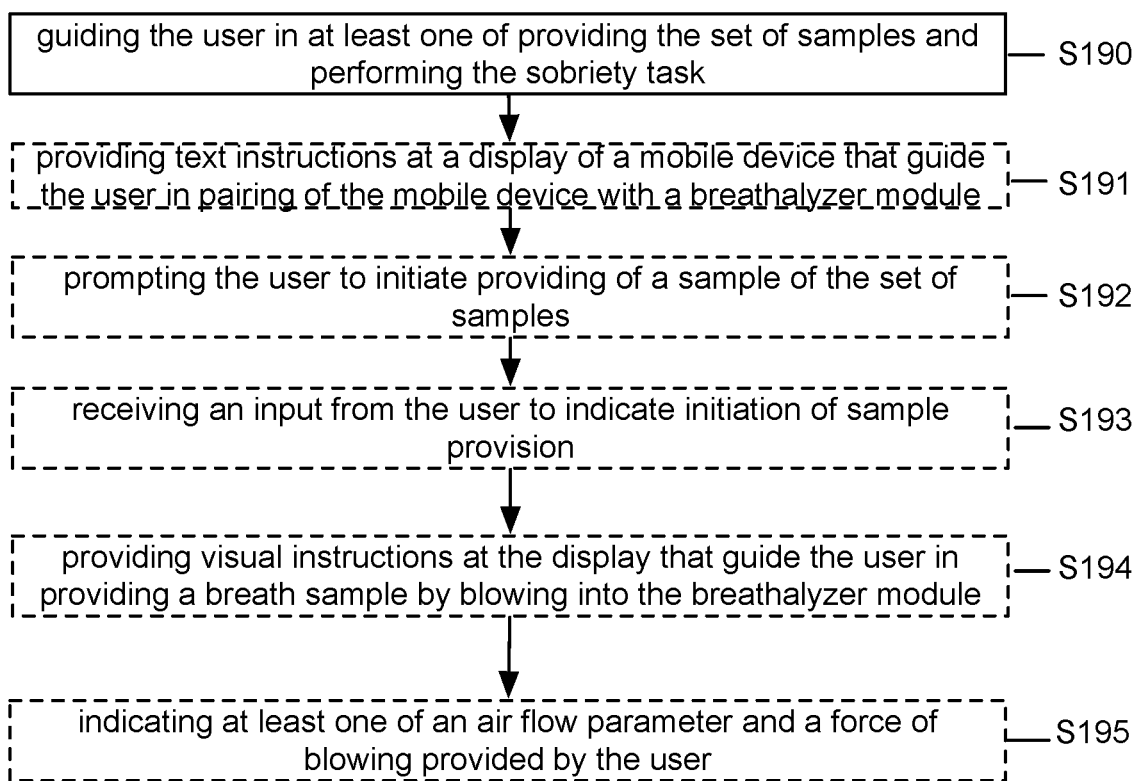 guiding the user in at least one of providing the set of samples and
performing the sobriety task
S190
providing text instructions at a display of a mobile device that guide
the user in pairing of the mobile device with a breathalyzer module
S191
prompting the user to initiate providing of a sample of the set of
samples
S192
receiving an input from the user to indicate initiation of sample
provision
S193
providing visual instructions at the display that guide the user in
providing a breath sample by blowing into the breathalyzer module
S194
indicating at least one of an air flow parameter and a force of
blowing provided by the user
S195